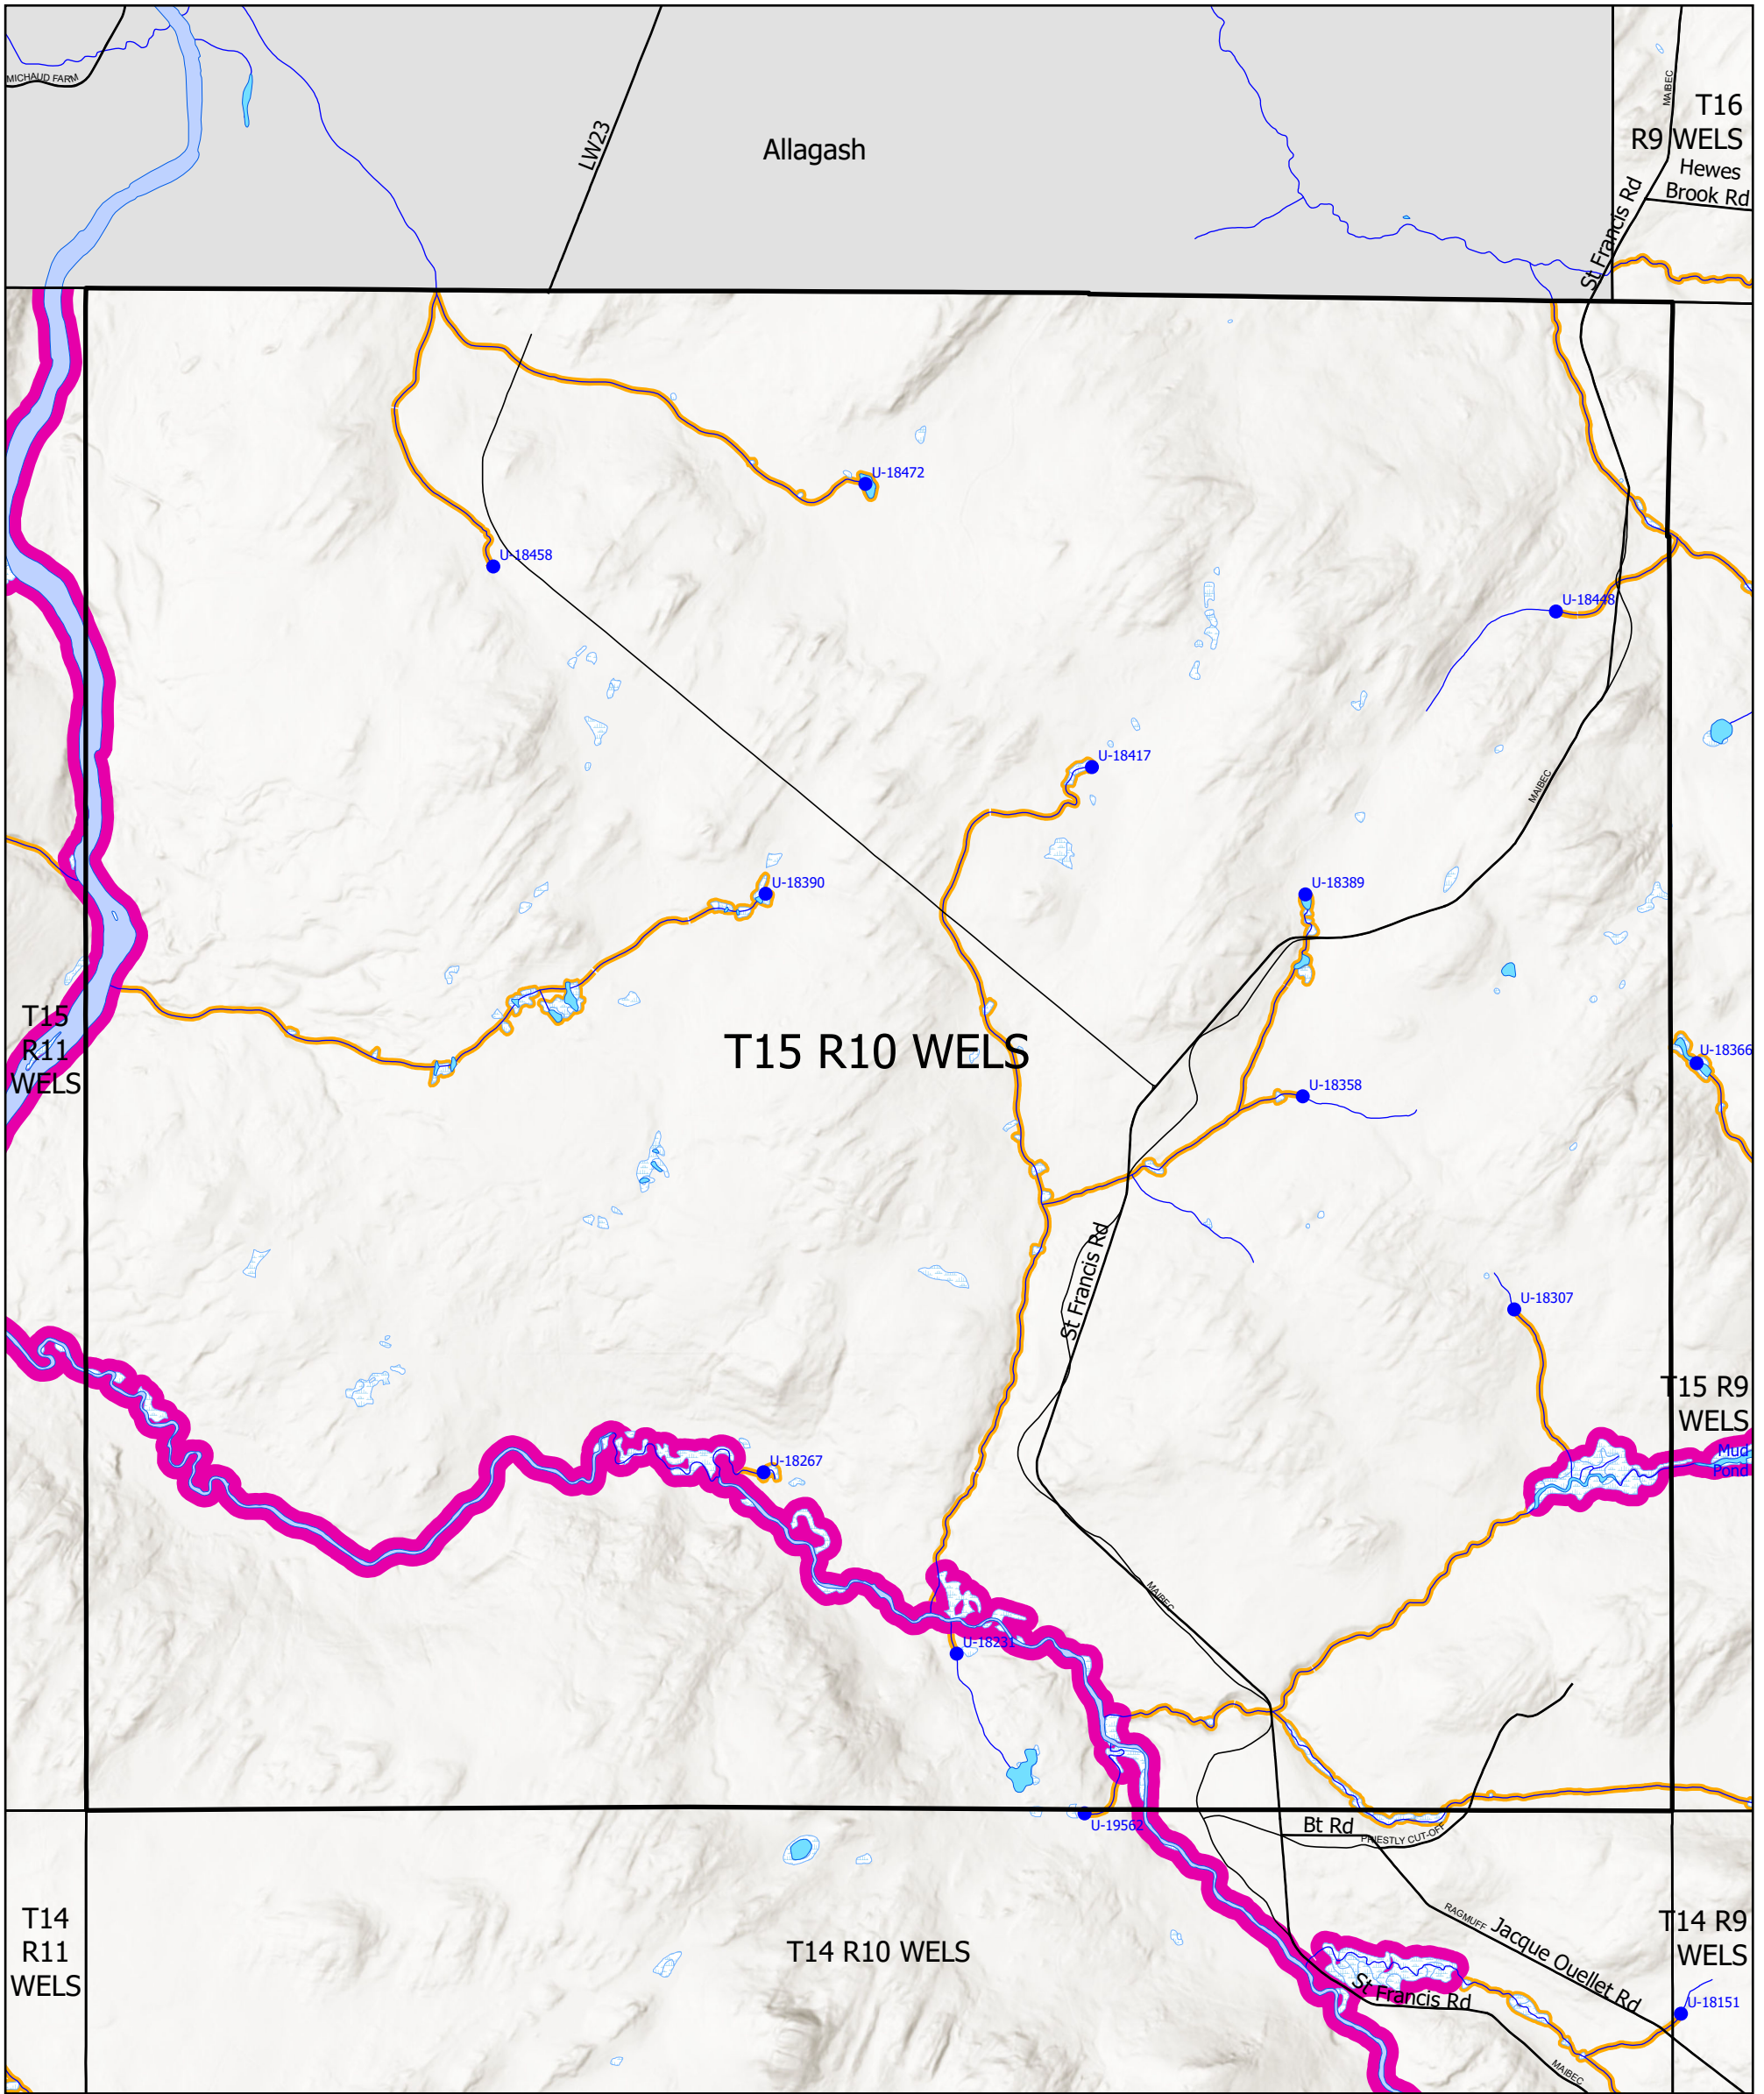 MICHAUD FARM
LW23
Allagash
MAIBEC
T16
R9 WELS
Hewes
Brook Rd
St Francis Rd
U-18472
U-18458
U-18448
U-18417
MAIBEC
U-18390
U-18389
T15
R11
WELS
T15 R10 WELS
U-18366
U-18358
St Francis Rd
U-18307
T15 R9
WELS
Mud
Pond
U-18267
MAIBEC
U-18231
U-19562
Bt Rd
PRIESTLY CUT-OFF
T14
R11
WELS
T14 R10 WELS
RAGMUFF
Jacque Ouellet Rd
T14 R9
WELS
St Francis Rd
U-18151
MAIBEC